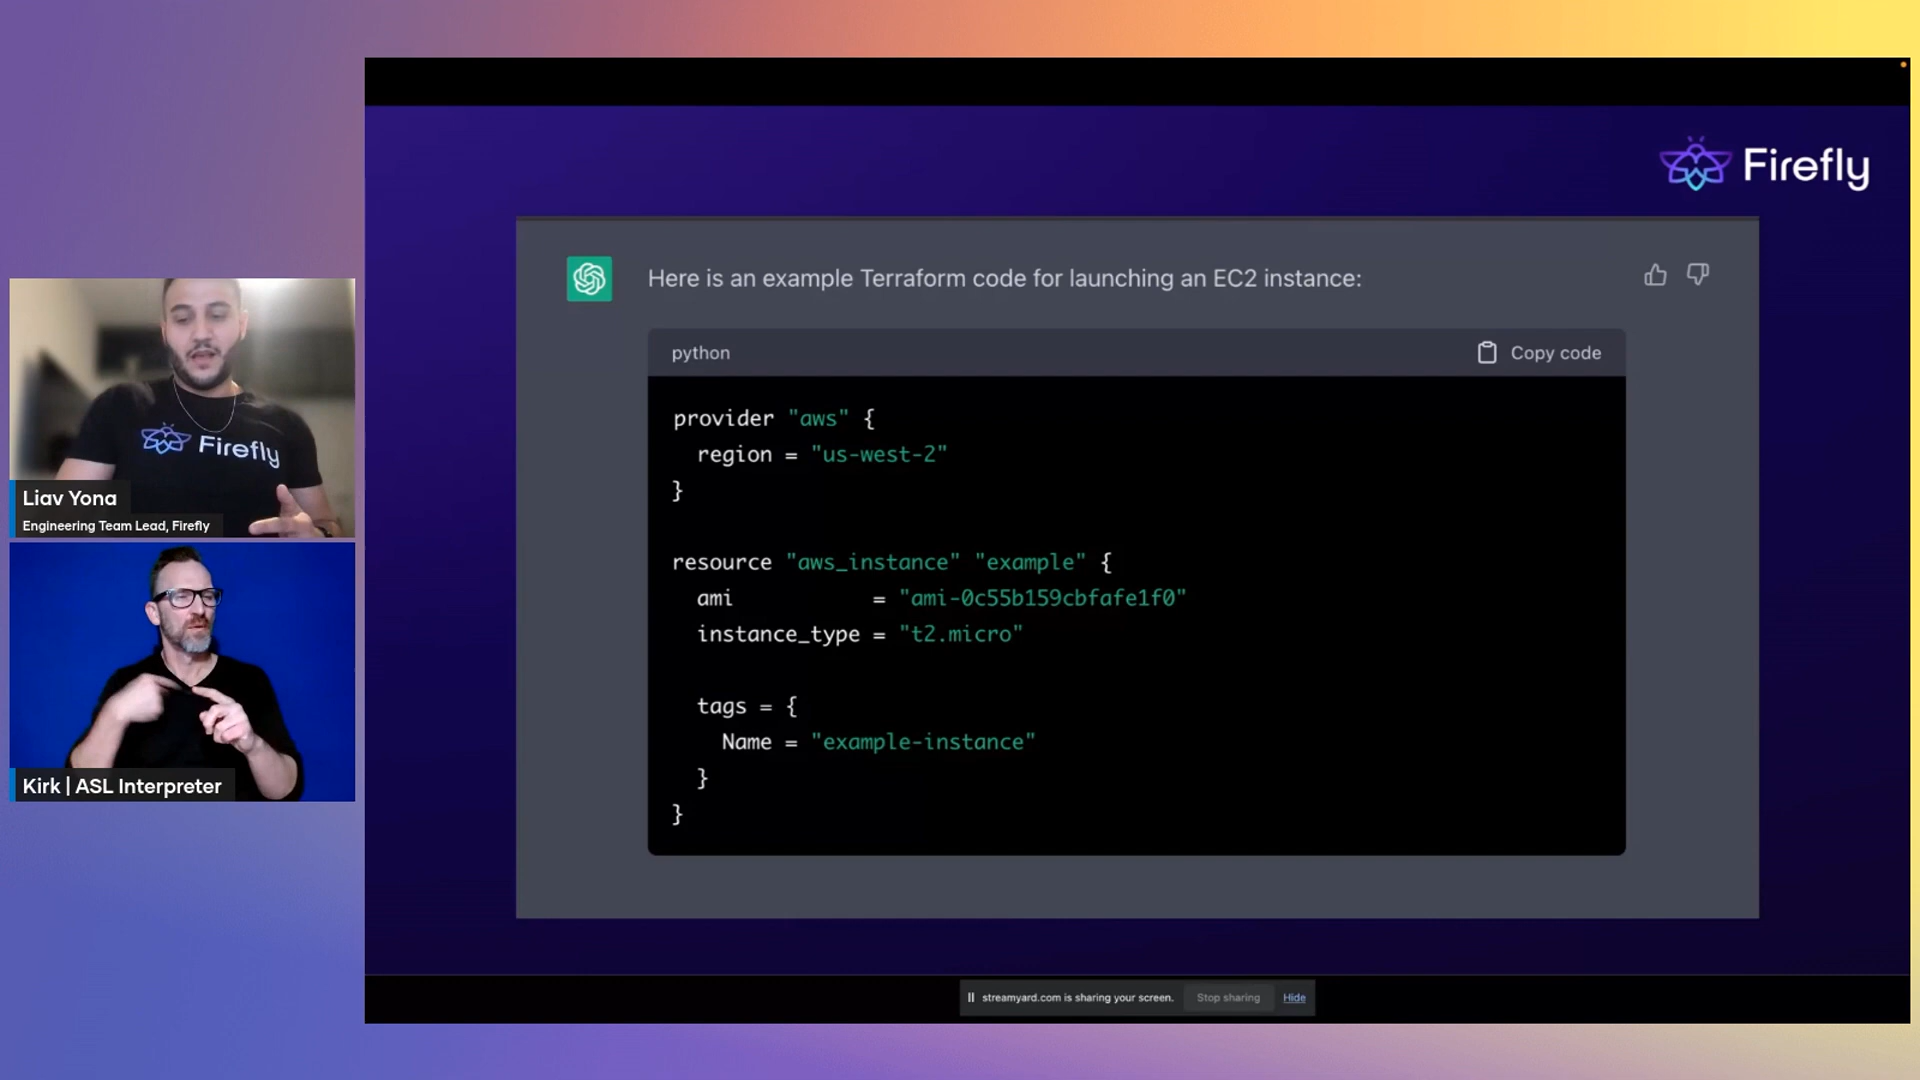 Firefly
Here is an example Terraform code for launching an EC2 instance:
python
Copy code
provider "aws" {
region = "us-west-2"
}
resource "aws_instance" "example" {
ami = "ami-0c55b159cbfafe1f0"
instance_type = "t2.micro"
tags = {
Name = "example-instance"
}
}
Firefly
Liav Yona
Engineering Team Lead, Firefly
Kirk | ASL Interpreter
streamyard.com is sharing your screen.
Stop sharing
Hide